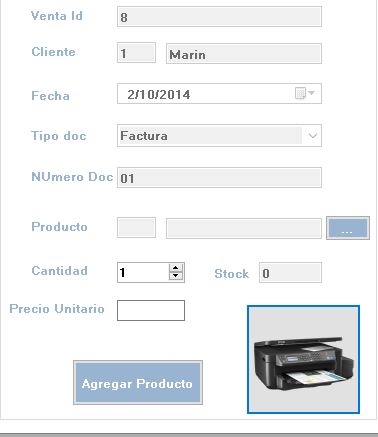 Venta Id 8
Cliente 1 Marin
Fecha 2/10/2014
Tipo doc Factura
NUmero Doc 01
Producto ...
Cantidad 1 Stock 0
Precio Unitario
Agregar Producto